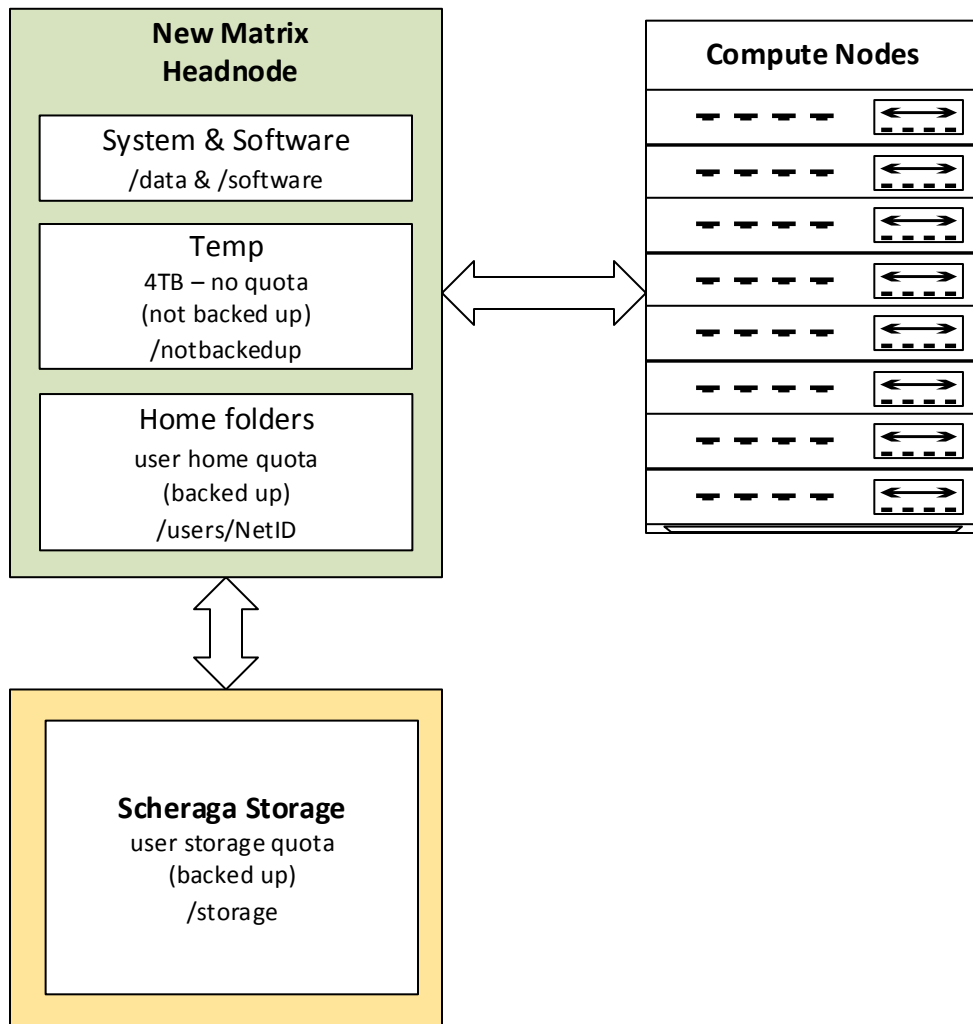 New Matrix
Headnode
System & Software
/data & /software
Temp
4TB – no quota
(not backed up)
/notbackedup
Home folders
user home quota
(backed up)
/users/NetID
Compute Nodes
Scheraga Storage
user storage quota
(backed up)
/storage